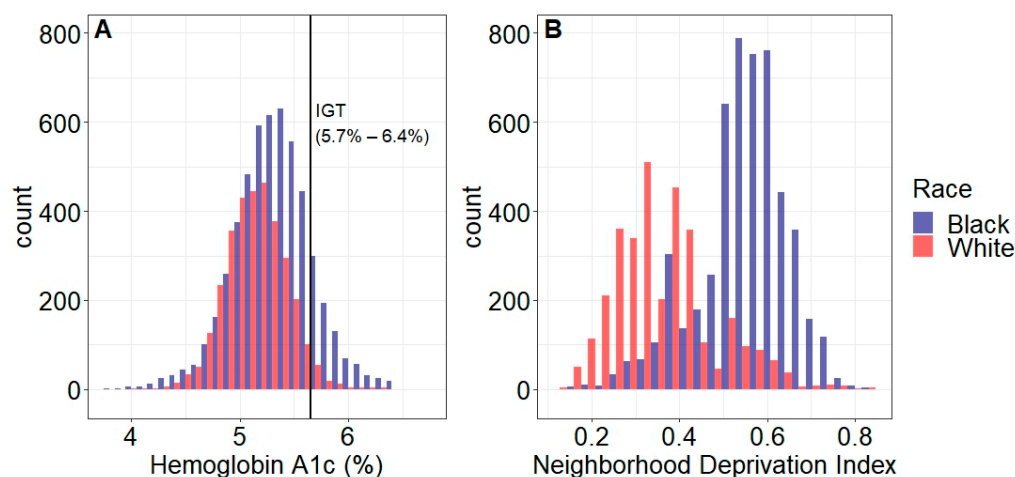 A
800
600
400
200
0
count
IGT
(5.7% – 6.4%)
4 5 6
Hemoglobin A1c (%)
B
800
600
400
200
0
count
0.2 0.4 0.6 0.8
Neighborhood Deprivation Index
Race
Black
White